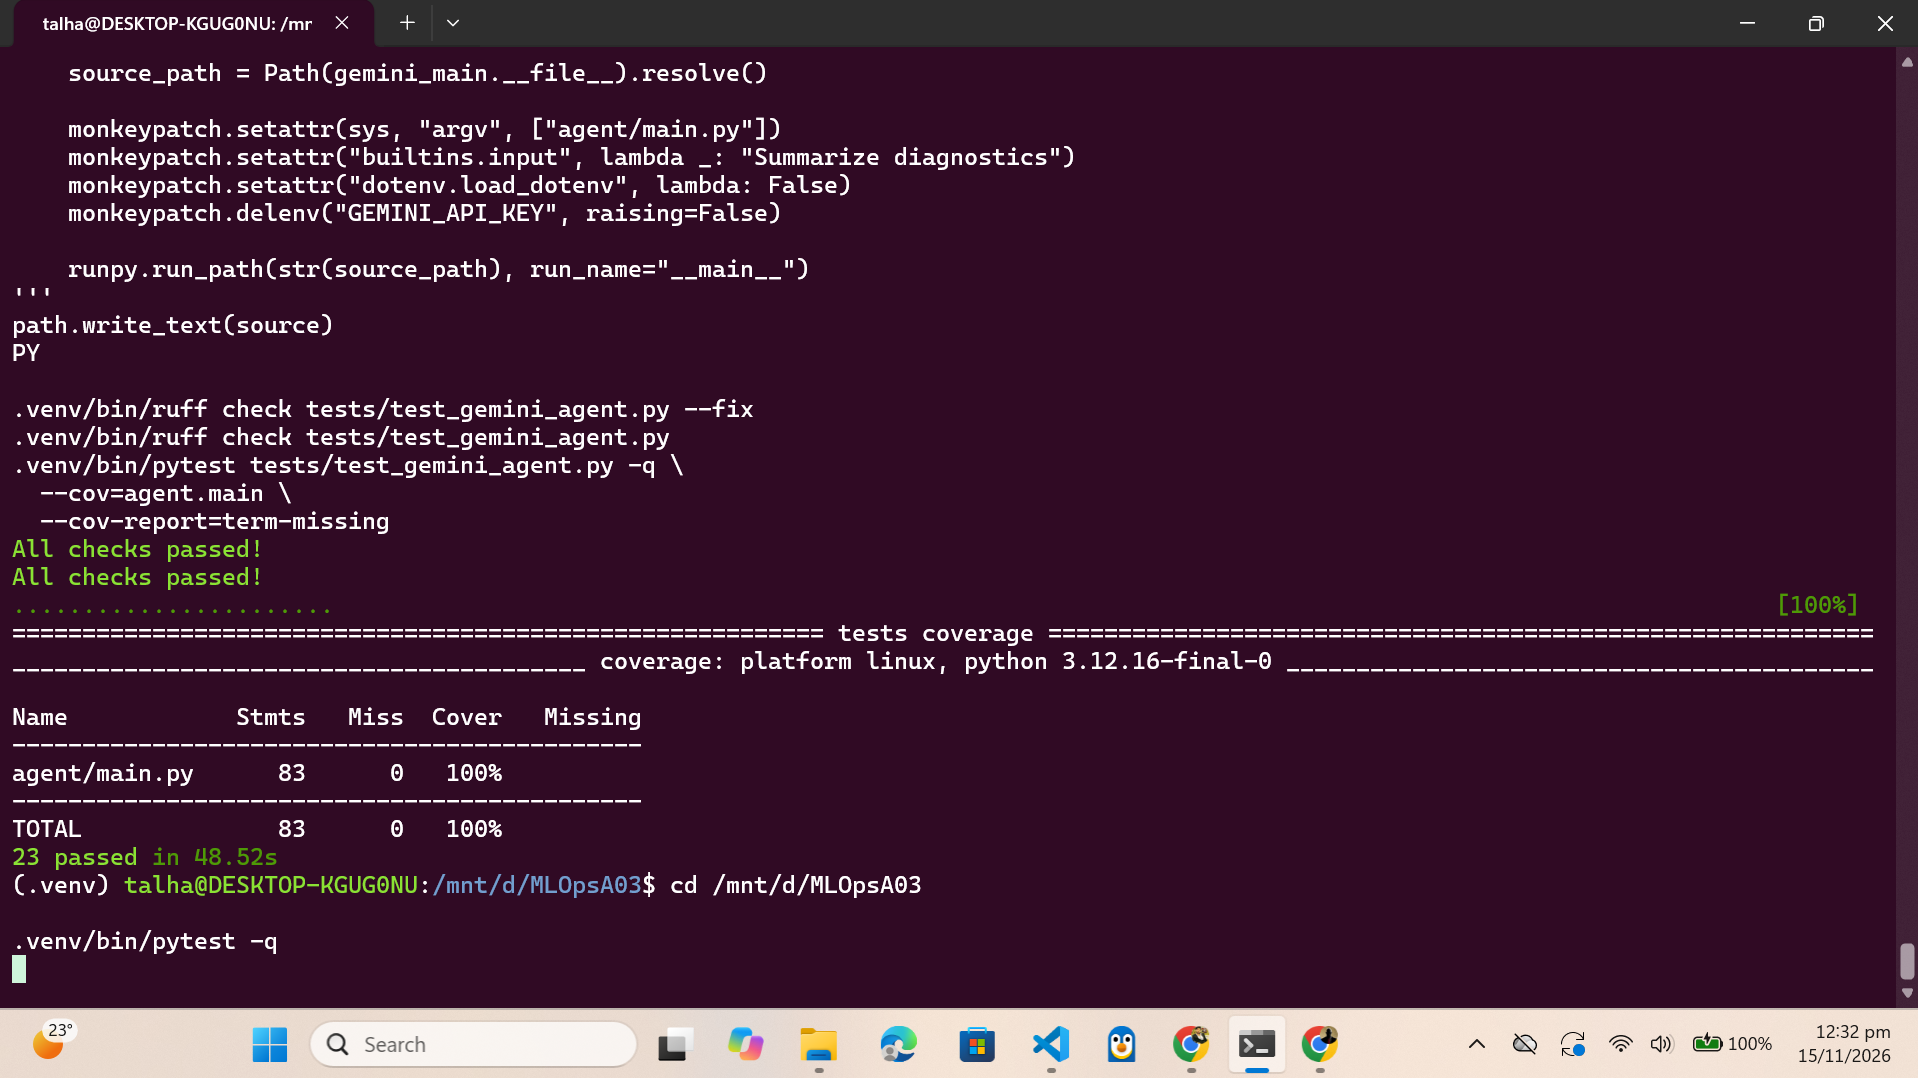 talha@DESKTOP-KGUG0NU: /mr
    source_path = Path(gemini_main.__file__).resolve()
    monkeypatch.setattr(sys, "argv", ["agent/main.py"])
    monkeypatch.setattr("builtins.input", lambda _: "Summarize diagnostics")
    monkeypatch.setattr("dotenv.load_dotenv", lambda: False)
    monkeypatch.delenv("GEMINI_API_KEY", raising=False)
    runpy.run_path(str(source_path), run_name="__main__")
'''
path.write_text(source)
PY
.venv/bin/ruff check tests/test_gemini_agent.py --fix
.venv/bin/ruff check tests/test_gemini_agent.py
.venv/bin/pytest tests/test_gemini_agent.py -q \
  --cov=agent.main \
  --cov-report=term-missing
All checks passed!
All checks passed!
.......................                                                                                       [100%]
========================================================== tests coverage ===========================================================
_________________________________________ coverage: platform linux, python 3.12.16-final-0 __________________________________________
Name            Stmts   Miss  Cover   Missing
---------------------------------------------
agent/main.py      83      0   100%
---------------------------------------------
TOTAL              83      0   100%
23 passed in 48.52s
(.venv) talha@DESKTOP-KGUG0NU:/mnt/d/MLOpsA03$ cd /mnt/d/MLOpsA03
.venv/bin/pytest -q
23°
Search
100%
12:32 pm
15/11/2026